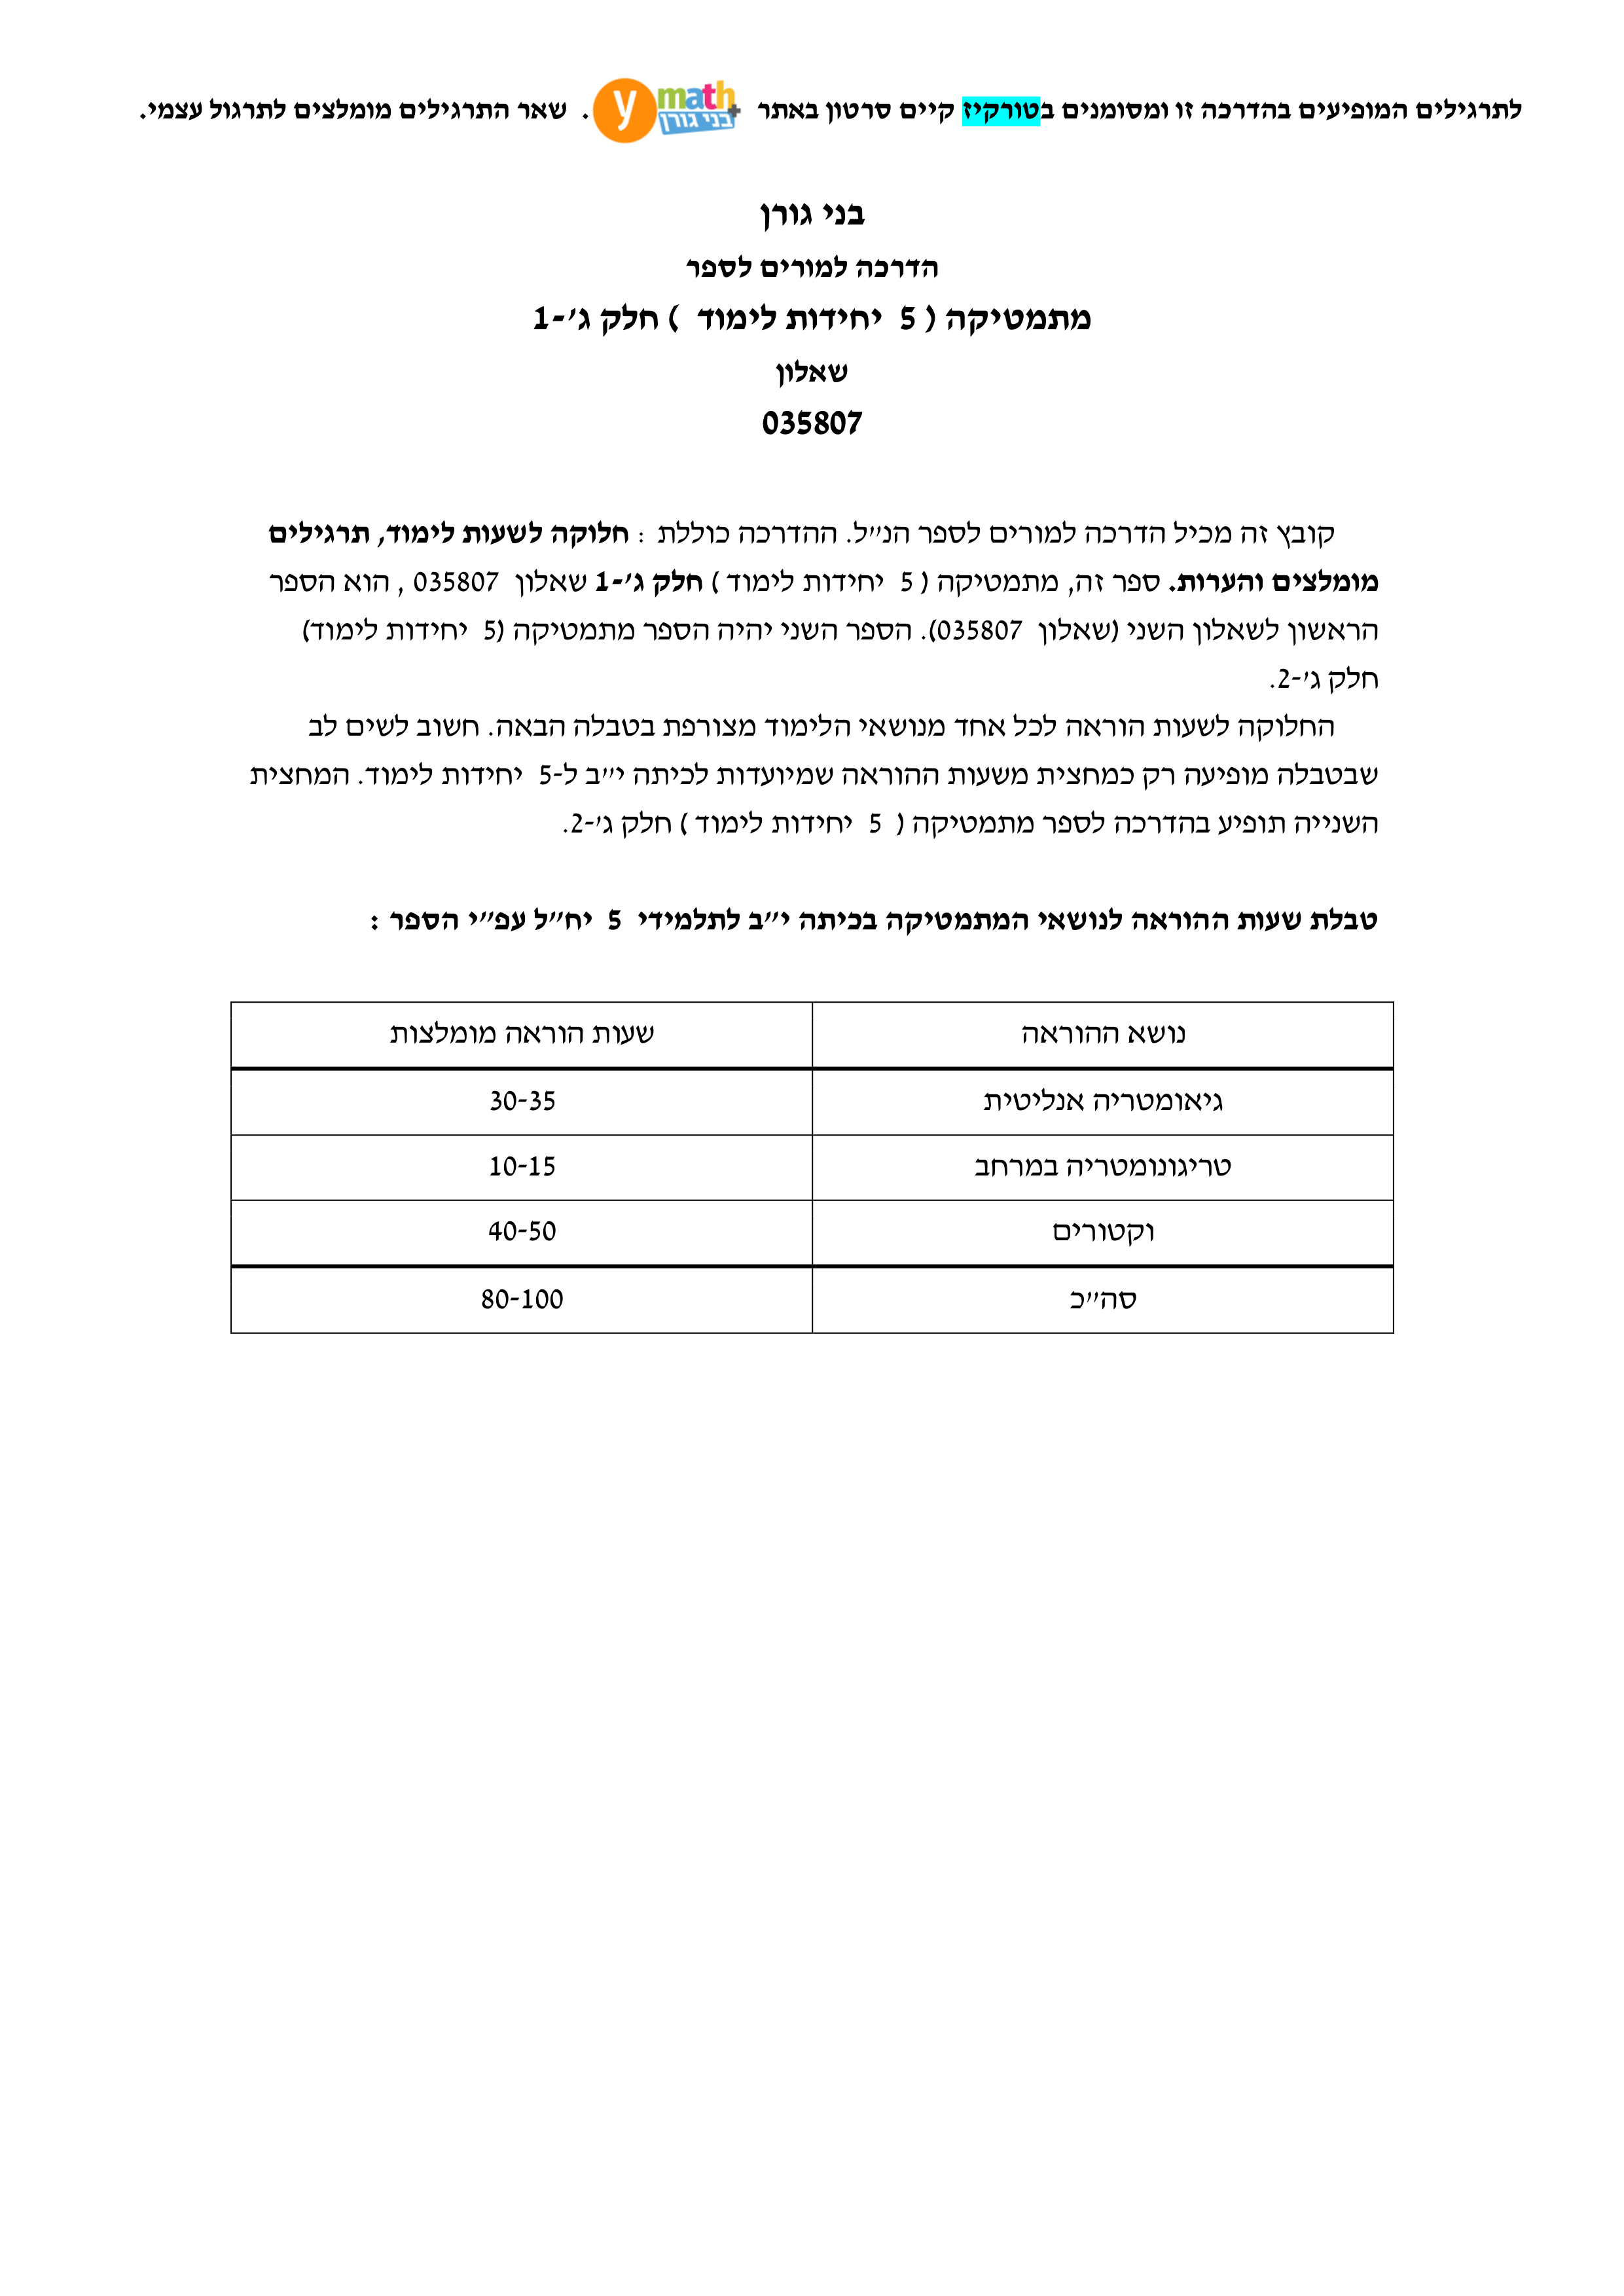 לתרגילים המופיעים בהדרכה זו ומסומנים בטורקיז קיים סרטון באתר y math+ בני גורן . שאר התרגילים מומלצים לתרגול עצמי.
בני גורן
הדרכה למורים לספר
מתמטיקה ( 5 יחידות לימוד ) חלק ג'-1
שאלון
035807
קובץ זה מכיל הדרכה למורים לספר הנ"ל. ההדרכה כוללת : חלוקה לשעות לימוד, תרגילים
מומלצים והערות. ספר זה, מתמטיקה ( 5 יחידות לימוד ) חלק ג'-1 שאלון 035807 , הוא הספר
הראשון לשאלון השני (שאלון 035807). הספר השני יהיה הספר מתמטיקה (5 יחידות לימוד)
חלק ג'-2.
החלוקה לשעות הוראה לכל אחד מנושאי הלימוד מצורפת בטבלה הבאה. חשוב לשים לב
שבטבלה מופיעה רק כמחצית משעות ההוראה שמיועדות לכיתה י"ב ל-5 יחידות לימוד. המחצית
השנייה תופיע בהדרכה לספר מתמטיקה ( 5 יחידות לימוד ) חלק ג'-2.
טבלת שעות ההוראה לנושאי המתמטיקה בכיתה י"ב לתלמידי 5 יח"ל עפ"י הספר :
נושא ההוראה שעות הוראה מומלצות
גיאומטריה אנליטית 30-35
טריגונומטריה במרחב 10-15
וקטורים 40-50
סה"כ 80-100